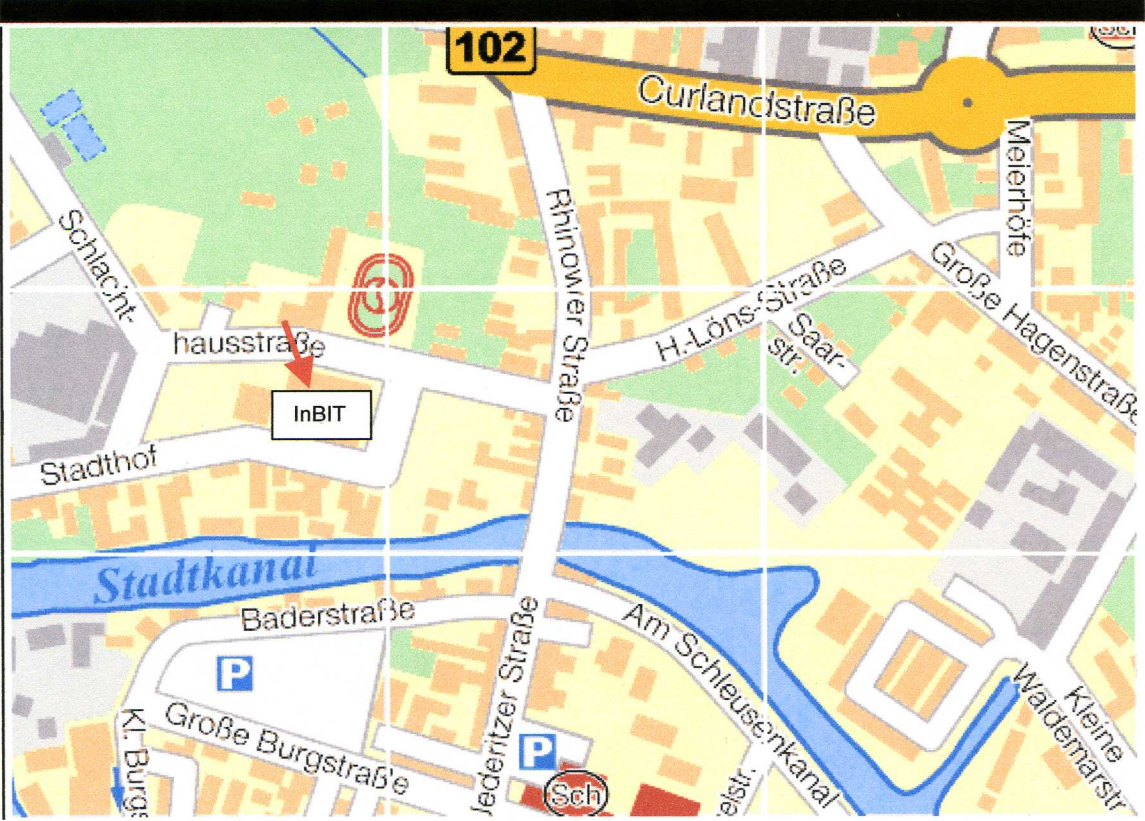 102
Curlandstraße
Meierhöfe
Schlacht-
hausstraße
Rhinower Straße
H.-Löns-Straße
Saar-
str.
Große Hagenstraße
InBIT
Stadthof
Stadtkanal
Baderstraße
Am Schleusenkanal
P
Große Burgstraße
Kl. Burgs
Jederitzer Straße
P
Sch
elstr.
Waldemarstr
Kleine